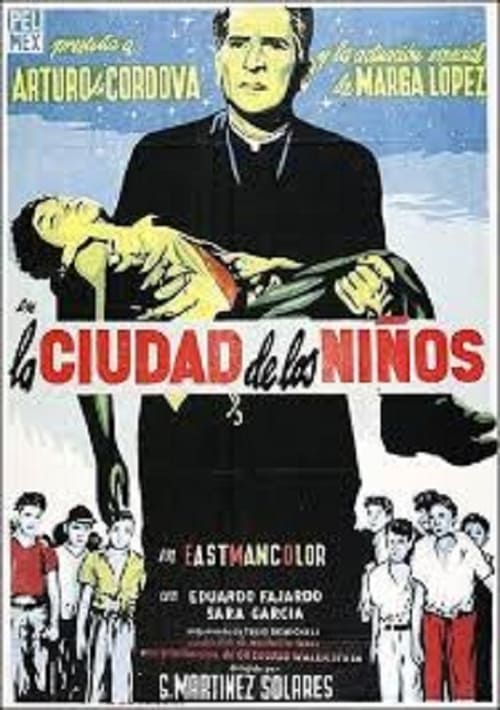 PEL
MEX
presenta a
ARTURO de CORDOVA
y la actuación especial
de MARGA LÓPEZ
en
la CIUDAD de los NIÑOS
en EASTMANCOLOR
con EDUARDO FAJARDO
SARA GARCIA
dirigida por
G. MARTINEZ SOLARES